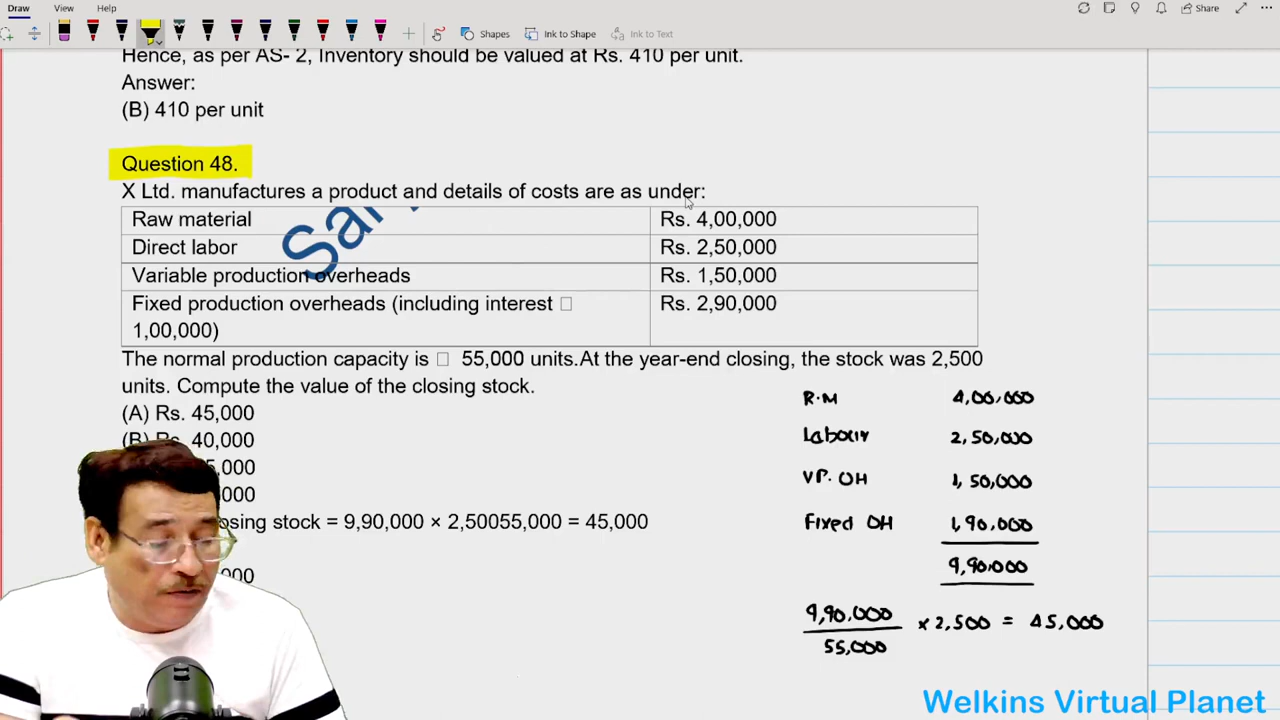 Draw View Help Share
Shapes Ink to Shape Ink to Text
Hence, as per AS- 2, Inventory should be valued at Rs. 410 per unit.
Answer:
(B) 410 per unit
Question 48.
X Ltd. manufactures a product and details of costs are as under:
Raw material Rs. 4,00,000
Direct labor Rs. 2,50,000
Variable production overheads Rs. 1,50,000
Fixed production overheads (including interest Rs. 2,90,000
1,00,000)
The normal production capacity is 55,000 units.At the year-end closing, the stock was 2,500
units. Compute the value of the closing stock.
(A) Rs. 45,000
(B) Rs. 40,000
osing stock = 9,90,000 × 2,50055,000 = 45,000
R.M 4,00,000
Labour 2,50,000
VP. OH 1,50,000
Fixed OH 1,90,000
9,90,000
9,90,000
55,000
× 2,500 = 45,000
Welkins Virtual Planet